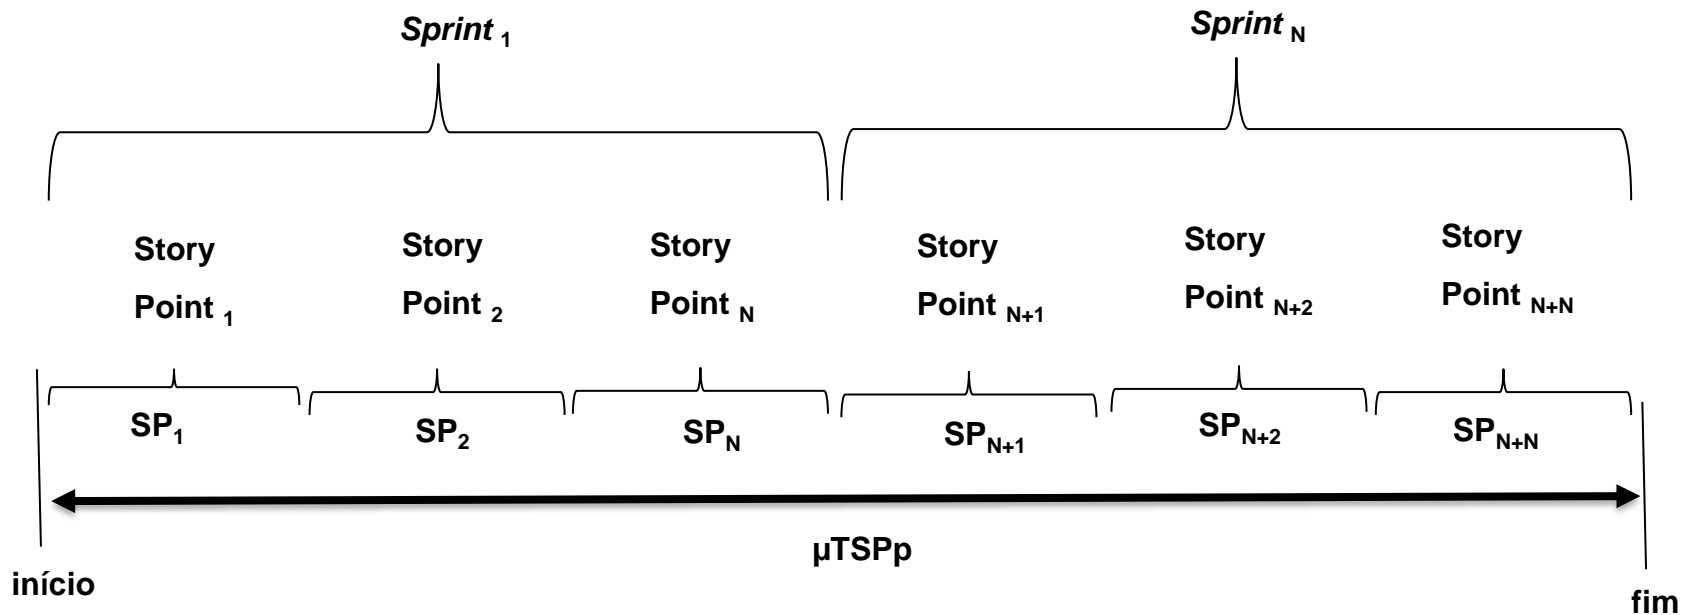 Sprint 1
Sprint N
Story Point 1
Story Point 2
Story Point N
Story Point N+1
Story Point N+2
Story Point N+N
SP1
SP2
SPN
SPN+1
SPN+2
SPN+N
µTSPp
início
fim